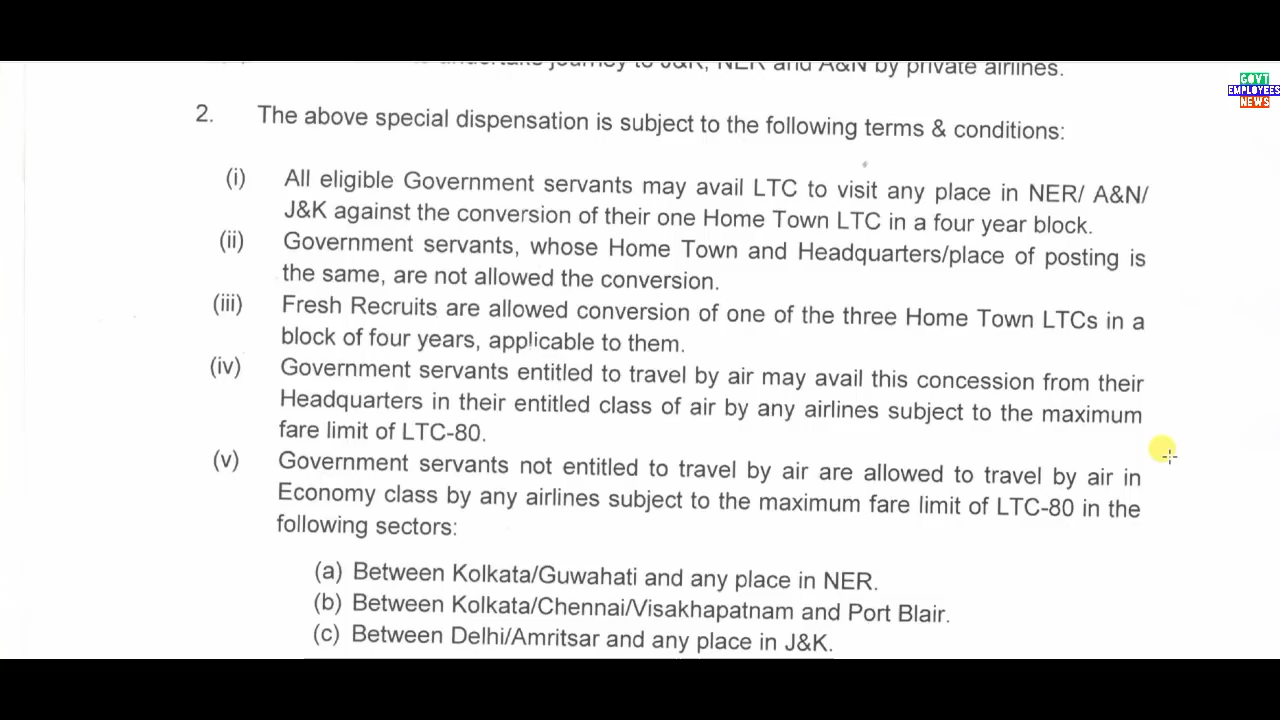 journey to J&K, NER and A&N by private airlines.
GOVT
EMPLOYEES
NEWS
2. The above special dispensation is subject to the following terms & conditions:
(i) All eligible Government servants may avail LTC to visit any place in NER/ A&N/
J&K against the conversion of their one Home Town LTC in a four year block.
(ii) Government servants, whose Home Town and Headquarters/place of posting is
the same, are not allowed the conversion.
(iii) Fresh Recruits are allowed conversion of one of the three Home Town LTCs in a
block of four years, applicable to them.
(iv) Government servants entitled to travel by air may avail this concession from their
Headquarters in their entitled class of air by any airlines subject to the maximum
fare limit of LTC-80.
(v) Government servants not entitled to travel by air are allowed to travel by air in
Economy class by any airlines subject to the maximum fare limit of LTC-80 in the
following sectors:
(a) Between Kolkata/Guwahati and any place in NER.
(b) Between Kolkata/Chennai/Visakhapatnam and Port Blair.
(c) Between Delhi/Amritsar and any place in J&K.